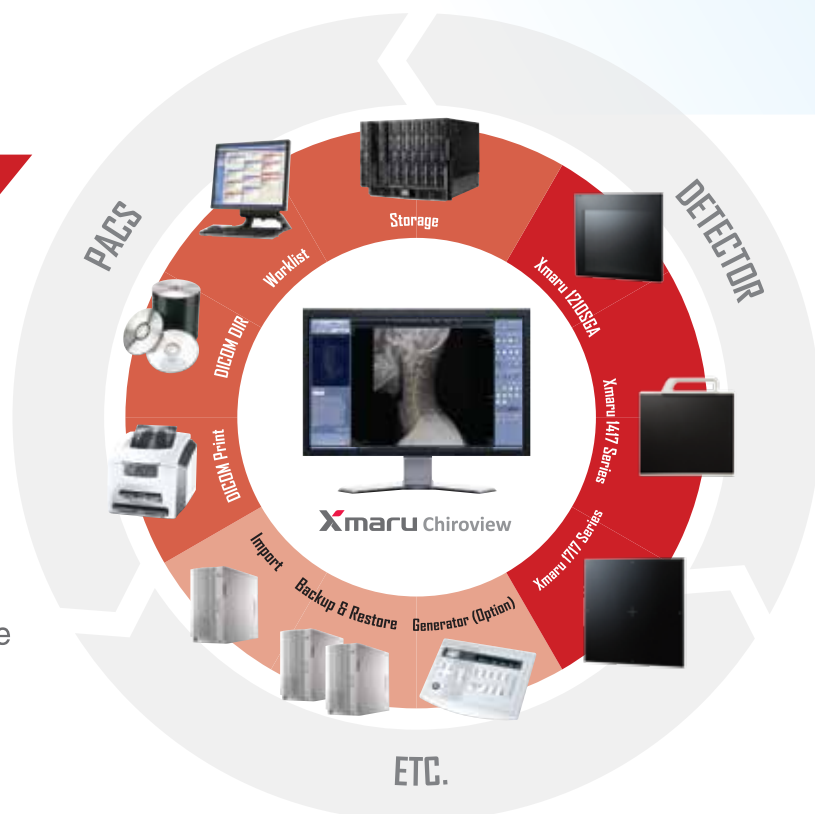 PACS
DETECTOR
ETC.
Storage
Worklist
DICOM DIR
DICOM Print
Import
Backup & Restore
Generator (Option)
Xmaru 1717 Series
Xmaru 1417 Series
Xmaru 1210SGA
Xmaru Chiroview
e